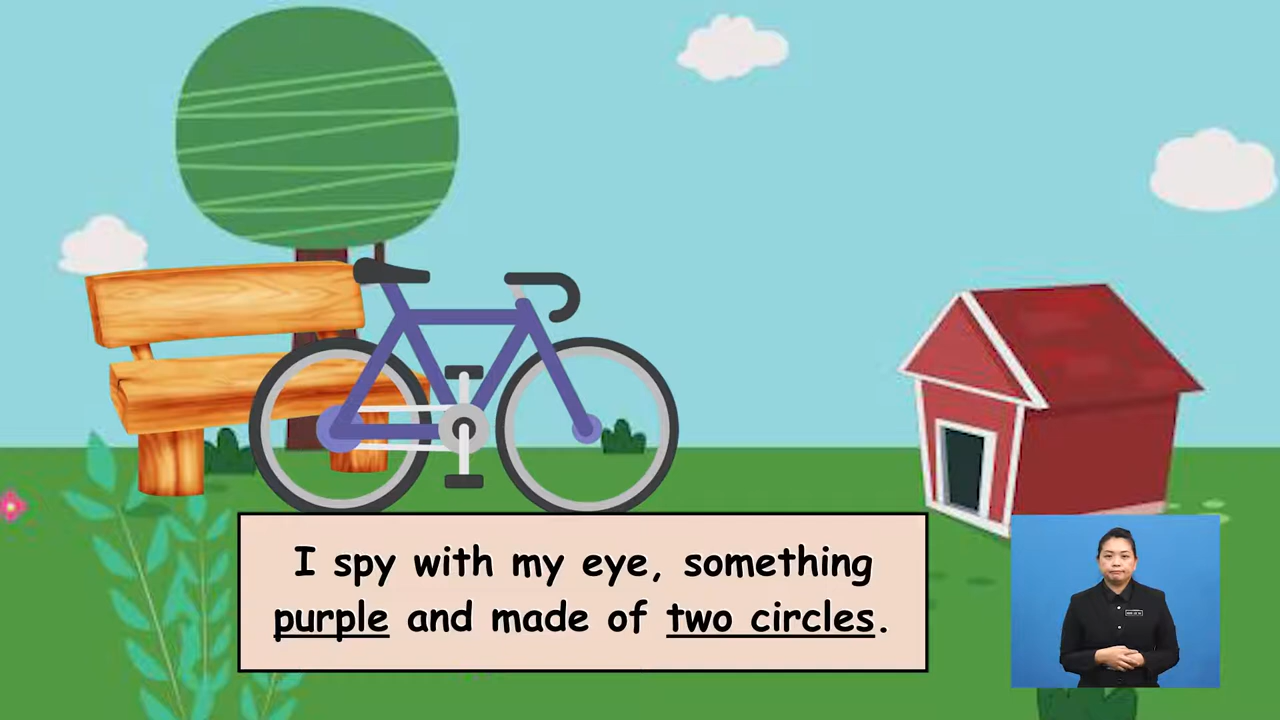 I spy with my eye, something
purple and made of two circles.